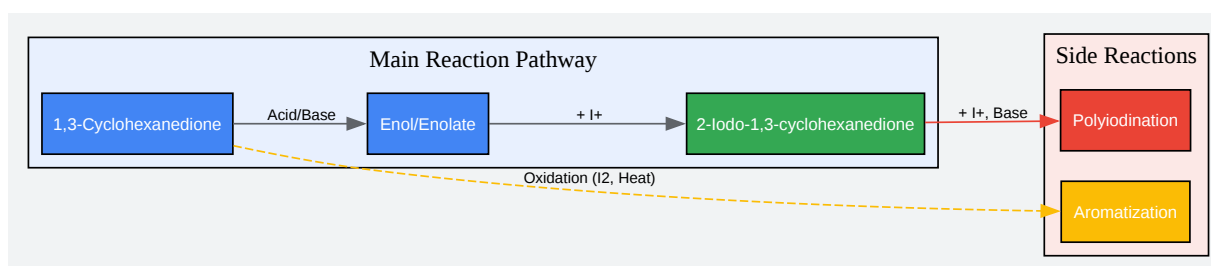 Main Reaction Pathway
1,3-Cyclohexanedione
Acid/Base
Enol/Enolate
+ I+
2-Iodo-1,3-cyclohexanedione
+ I+, Base
Oxidation (I2, Heat)
Side Reactions
Polyiodination
Aromatization